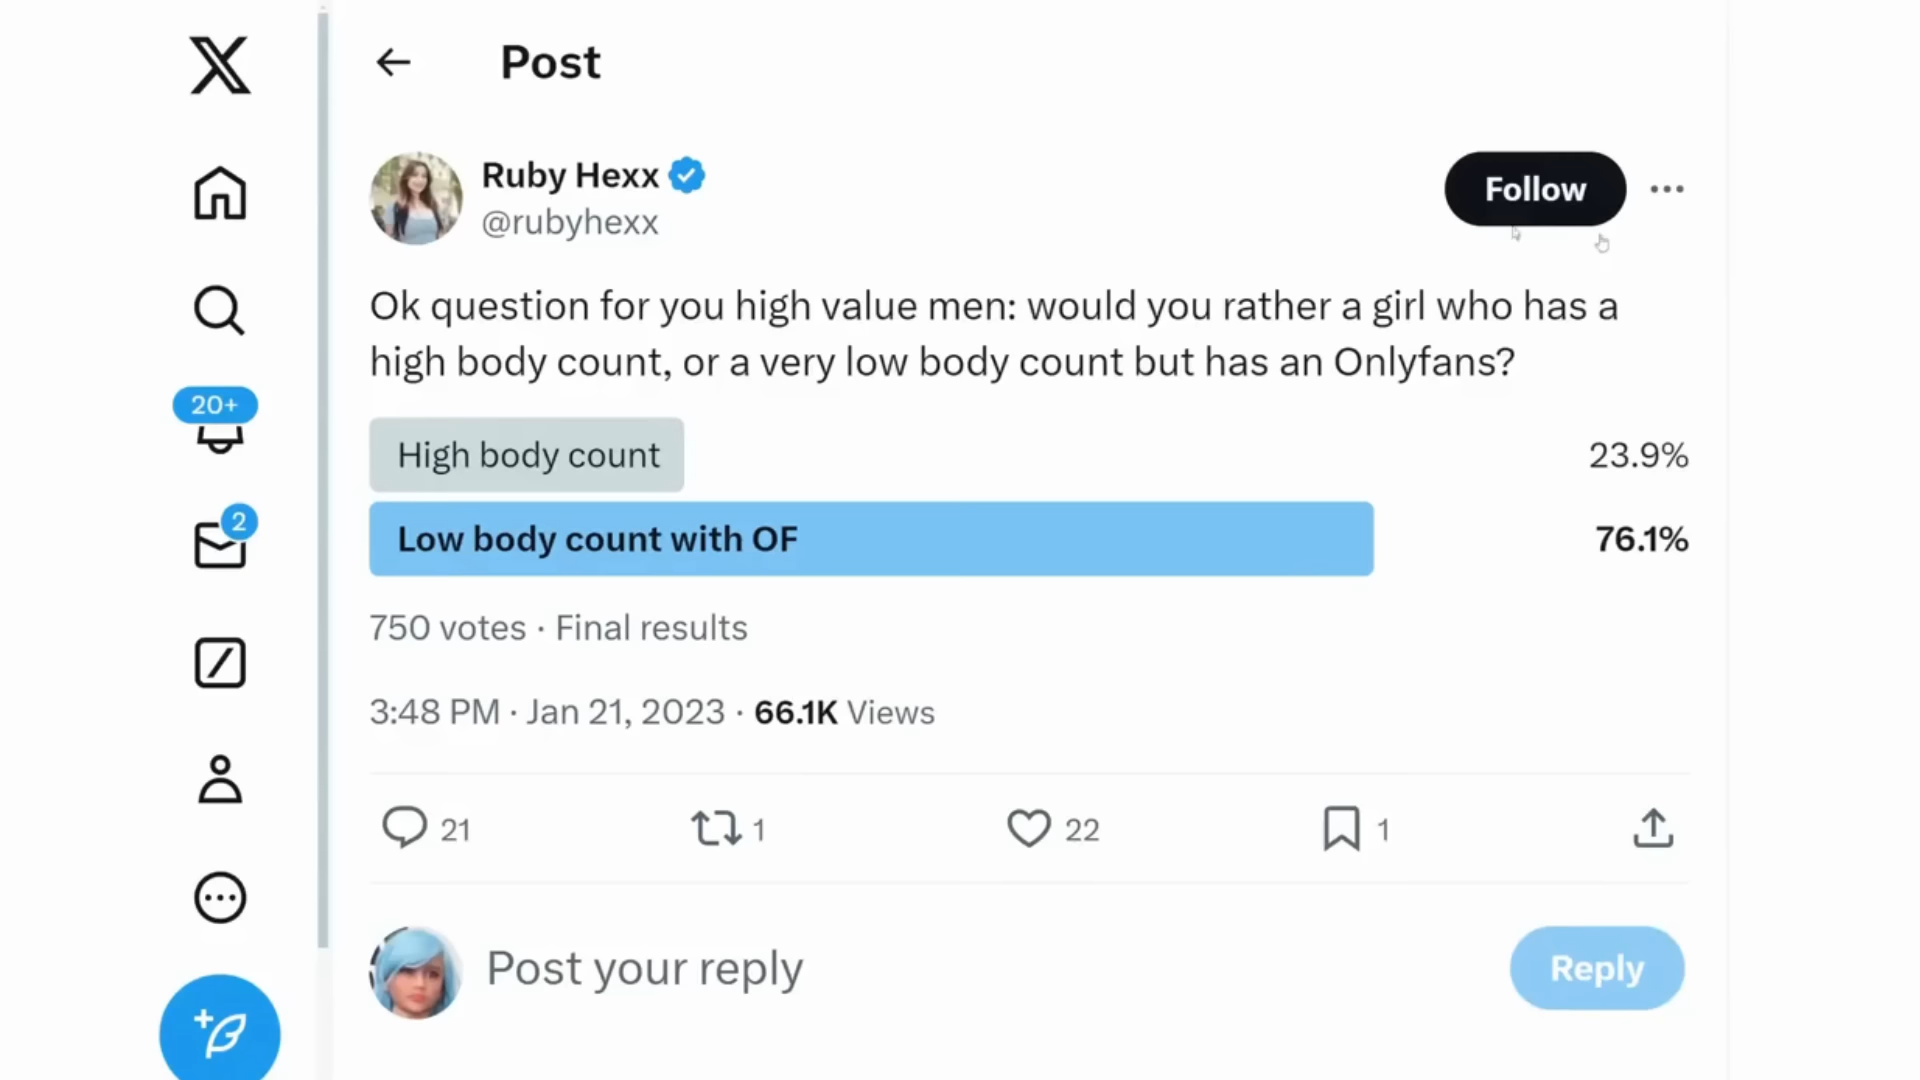 Post
Ruby Hexx
@rubyhexx
Follow
Ok question for you high value men: would you rather a girl who has a
high body count, or a very low body count but has an Onlyfans?
High body count 23.9%
Low body count with OF 76.1%
750 votes · Final results
3:48 PM · Jan 21, 2023 · 66.1K Views
21 1 22 1
Post your reply
Reply
20+
2